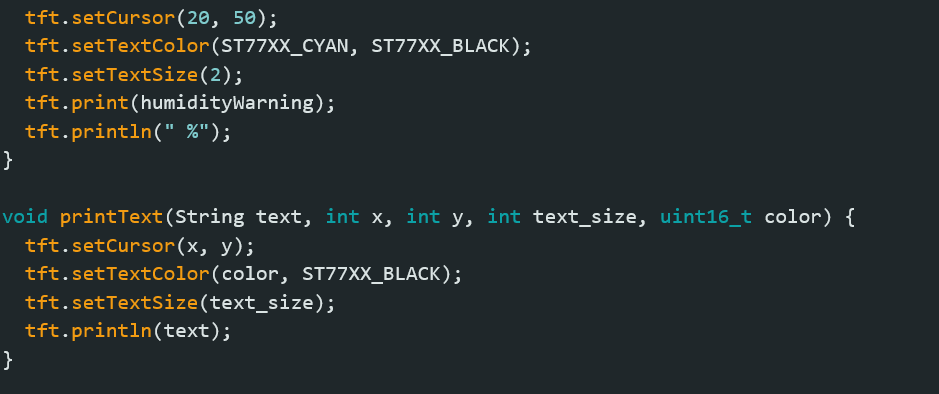 tft.setCursor(20, 50);
  tft.setTextColor(ST77XX_CYAN, ST77XX_BLACK);
  tft.setTextSize(2);
  tft.print(humidityWarning);
  tft.println(" %");
}

void printText(String text, int x, int y, int text_size, uint16_t color) {
  tft.setCursor(x, y);
  tft.setTextColor(color, ST77XX_BLACK);
  tft.setTextSize(text_size);
  tft.println(text);
}